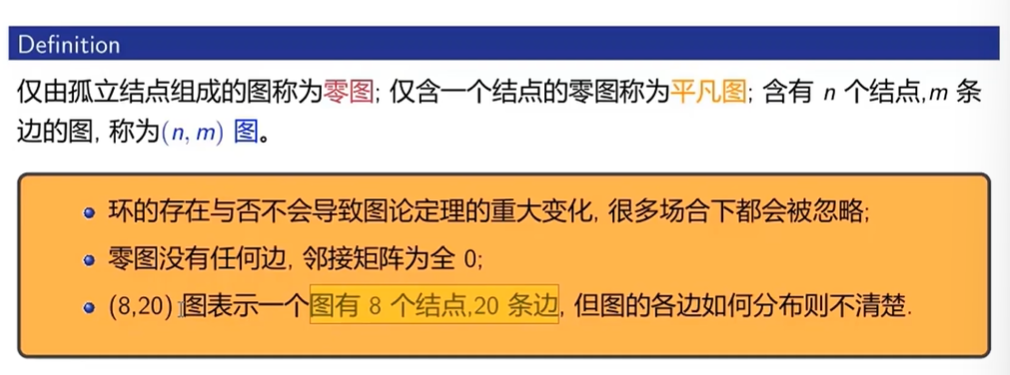 Definition
仅由孤立结点组成的图称为零图; 仅含一个结点的零图称为平凡图; 含有 n 个结点,m 条
边的图, 称为(n, m) 图。
环的存在与否不会导致图论定理的重大变化, 很多场合下都会被忽略;
零图没有任何边, 邻接矩阵为全 0;
(8,20) 图表示一个图有 8 个结点,20 条边, 但图的各边如何分布则不清楚.